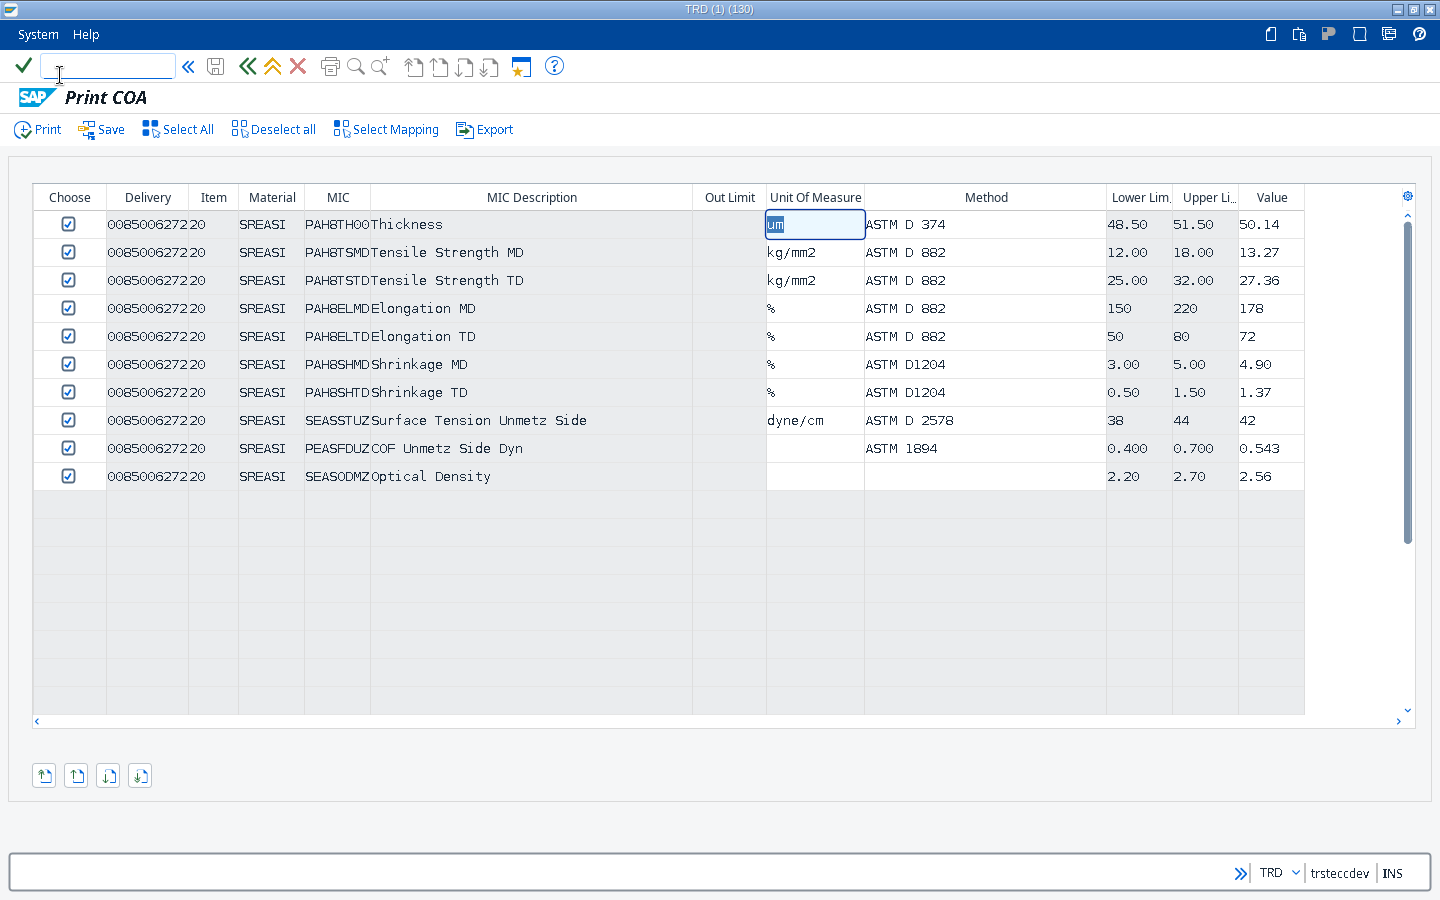 TRD (1) (130)
System Help
SAP Print COA
Print Save Select All Deselect all Select Mapping Export
Choose Delivery Item Material MIC MIC Description Out Limit Unit Of Measure Method Lower Lim. Upper Li... Value
0085006272 20 SREASI PAH8TH00 Thickness um ASTM D 374 48.50 51.50 50.14
0085006272 20 SREASI PAH8TSMD Tensile Strength MD kg/mm2 ASTM D 882 12.00 18.00 13.27
0085006272 20 SREASI PAH8TSTD Tensile Strength TD kg/mm2 ASTM D 882 25.00 32.00 27.36
0085006272 20 SREASI PAH8ELMD Elongation MD % ASTM D 882 150 220 178
0085006272 20 SREASI PAH8ELTD Elongation TD % ASTM D 882 50 80 72
0085006272 20 SREASI PAH8SHMD Shrinkage MD % ASTM D1204 3.00 5.00 4.90
0085006272 20 SREASI PAH8SHTD Shrinkage TD % ASTM D1204 0.50 1.50 1.37
0085006272 20 SREASI SEASSTUZ Surface Tension Unmetz Side dyne/cm ASTM D 2578 38 44 42
0085006272 20 SREASI PEASFDUZ COF Unmetz Side Dyn ASTM 1894 0.400 0.700 0.543
0085006272 20 SREASI SEASODMZ Optical Density 2.20 2.70 2.56
TRD trsteccdev INS